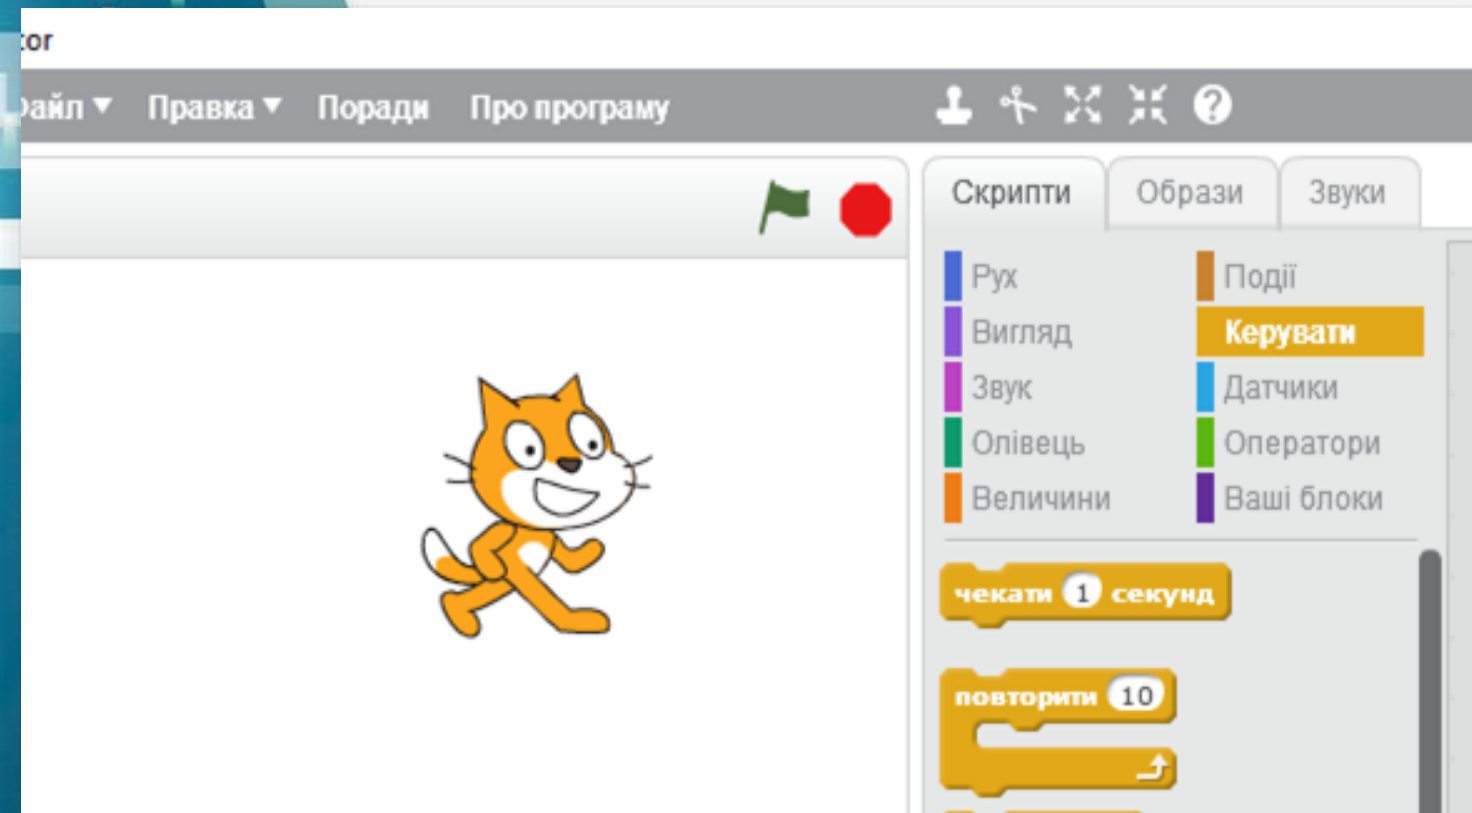 tor
Файл Правка Поради Про програму
Скрипти Образи Звуки
Рух Події
Вигляд Керувати
Звук Датчики
Олівець Оператори
Величини Ваші блоки
чекати 1 секунд
повторити 10